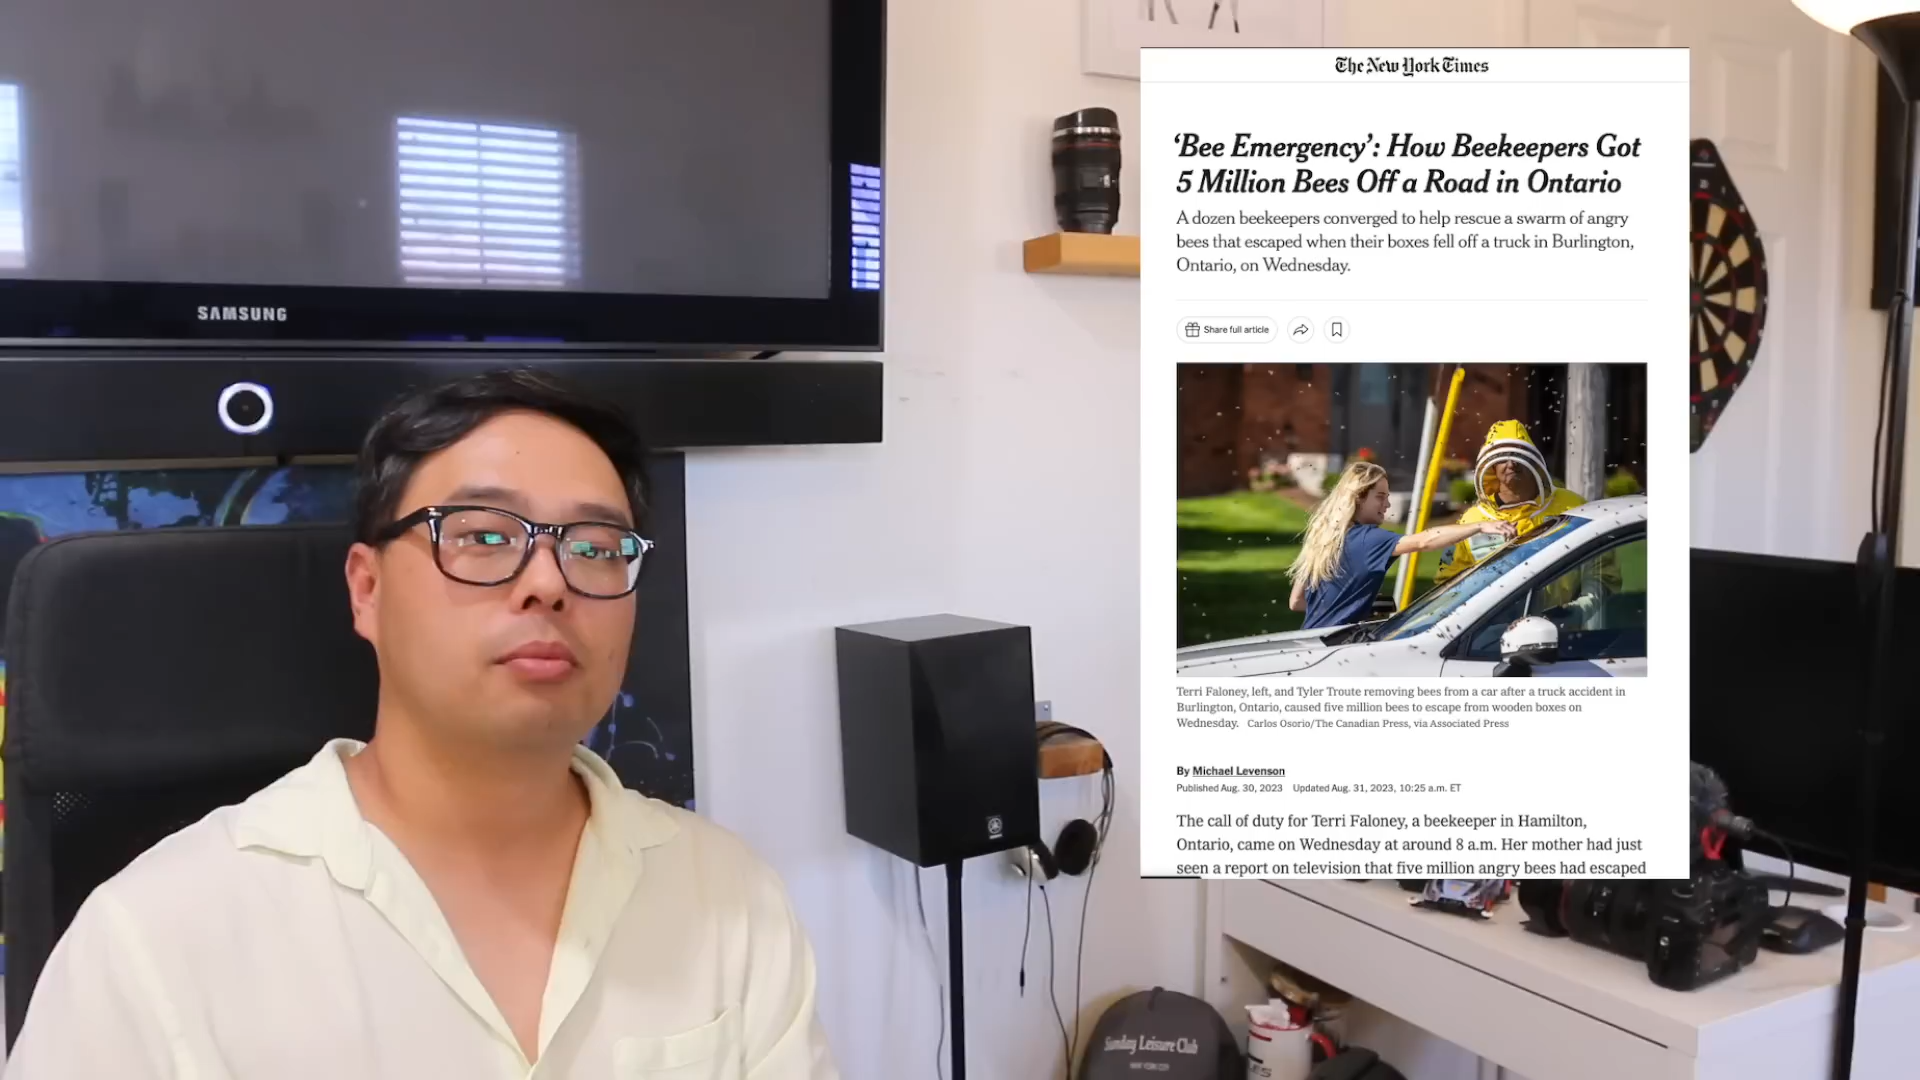 SAMSUNG
The New York Times
‘Bee Emergency’: How Beekeepers Got
5 Million Bees Off a Road in Ontario
A dozen beekeepers converged to help rescue a swarm of angry
bees that escaped when their boxes fell off a truck in Burlington,
Ontario, on Wednesday.
Share full article
Terri Faloney, left, and Tyler Troute removing bees from a car after a truck accident in
Burlington, Ontario, caused five million bees to escape from wooden boxes on
Wednesday. Carlos Osorio/The Canadian Press, via Associated Press
By Michael Levenson
Published Aug. 30, 2023 Updated Aug. 31, 2023, 10:25 a.m. ET
The call of duty for Terri Faloney, a beekeeper in Hamilton,
Ontario, came on Wednesday at around 8 a.m. Her mother had just
seen a report on television that five million angry bees had escaped
Sunday Leisure Club